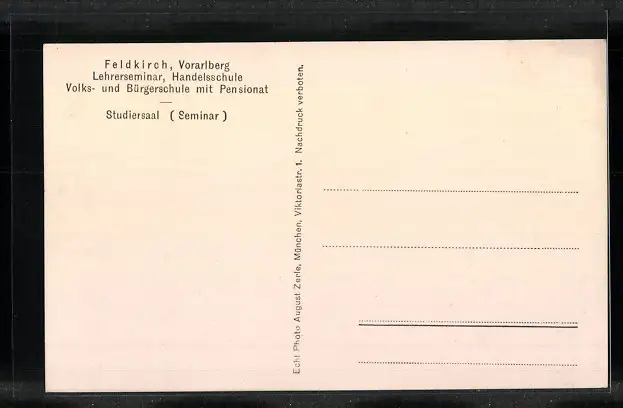 Feldkirch, Vorarlberg
Lehrerseminar, Handelsschule
Volks- und Bürgerschule mit Pensionat
Studiersaal ( Seminar )
Echt Photo August Zerle, München, Viktoriastr. 1. Nachdruck verboten.